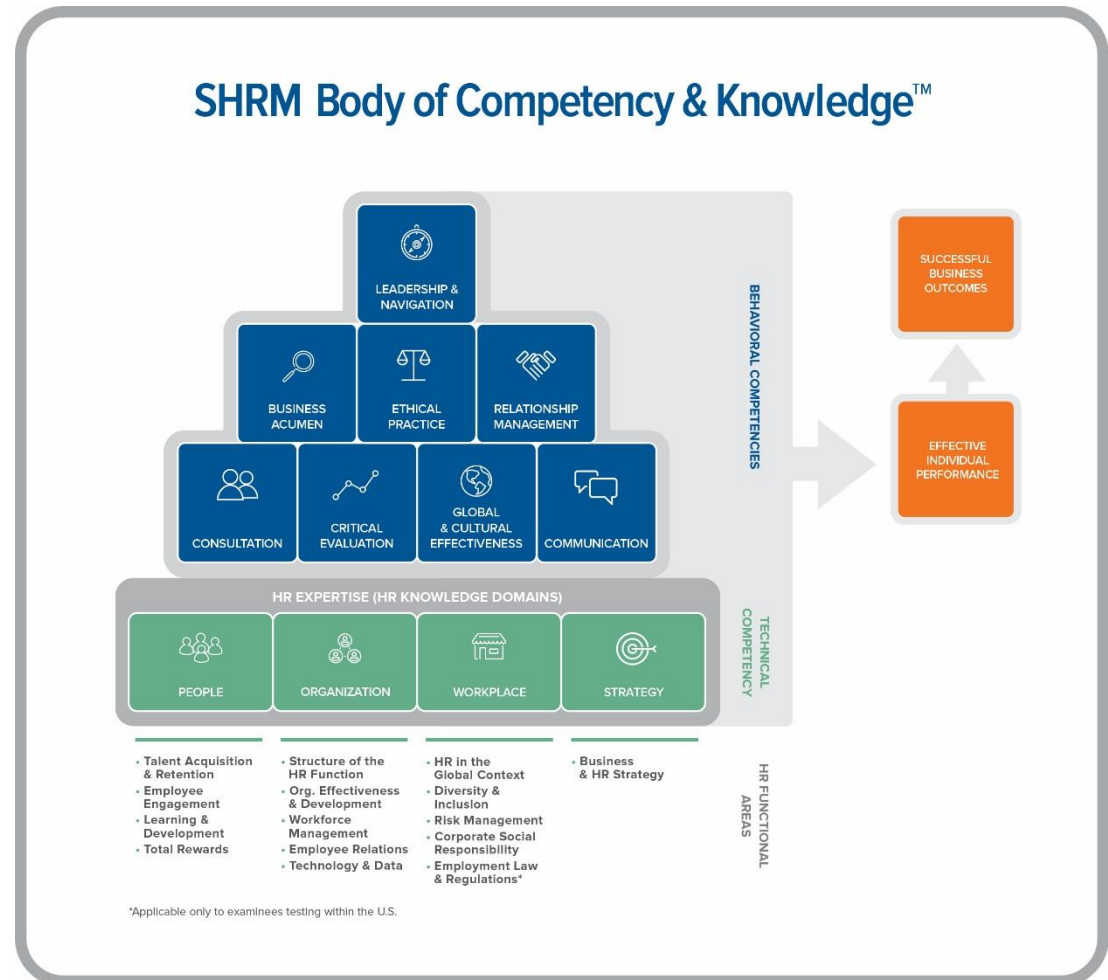 SHRM Body of Competency & Knowledge™
LEADERSHIP &
NAVIGATION
BUSINESS
ACUMEN
ETHICAL
PRACTICE
RELATIONSHIP
MANAGEMENT
CONSULTATION
CRITICAL
EVALUATION
GLOBAL
& CULTURAL
EFFECTIVENESS
COMMUNICATION
BEHAVIORAL COMPETENCIES
SUCCESSFUL
BUSINESS
OUTCOMES
EFFECTIVE
INDIVIDUAL
PERFORMANCE
HR EXPERTISE (HR KNOWLEDGE DOMAINS)
PEOPLE
ORGANIZATION
WORKPLACE
STRATEGY
TECHNICAL
COMPETENCY
• Talent Acquisition
& Retention
• Employee
Engagement
• Learning &
Development
• Total Rewards
• Structure of the
HR Function
• Org. Effectiveness
& Development
• Workforce
Management
• Employee Relations
• Technology & Data
• HR in the
Global Context
• Diversity &
Inclusion
• Risk Management
• Corporate Social
Responsibility
• Employment Law
& Regulations*
• Business
& HR Strategy
HR FUNCTIONAL
AREAS
*Applicable only to examinees testing within the U.S.